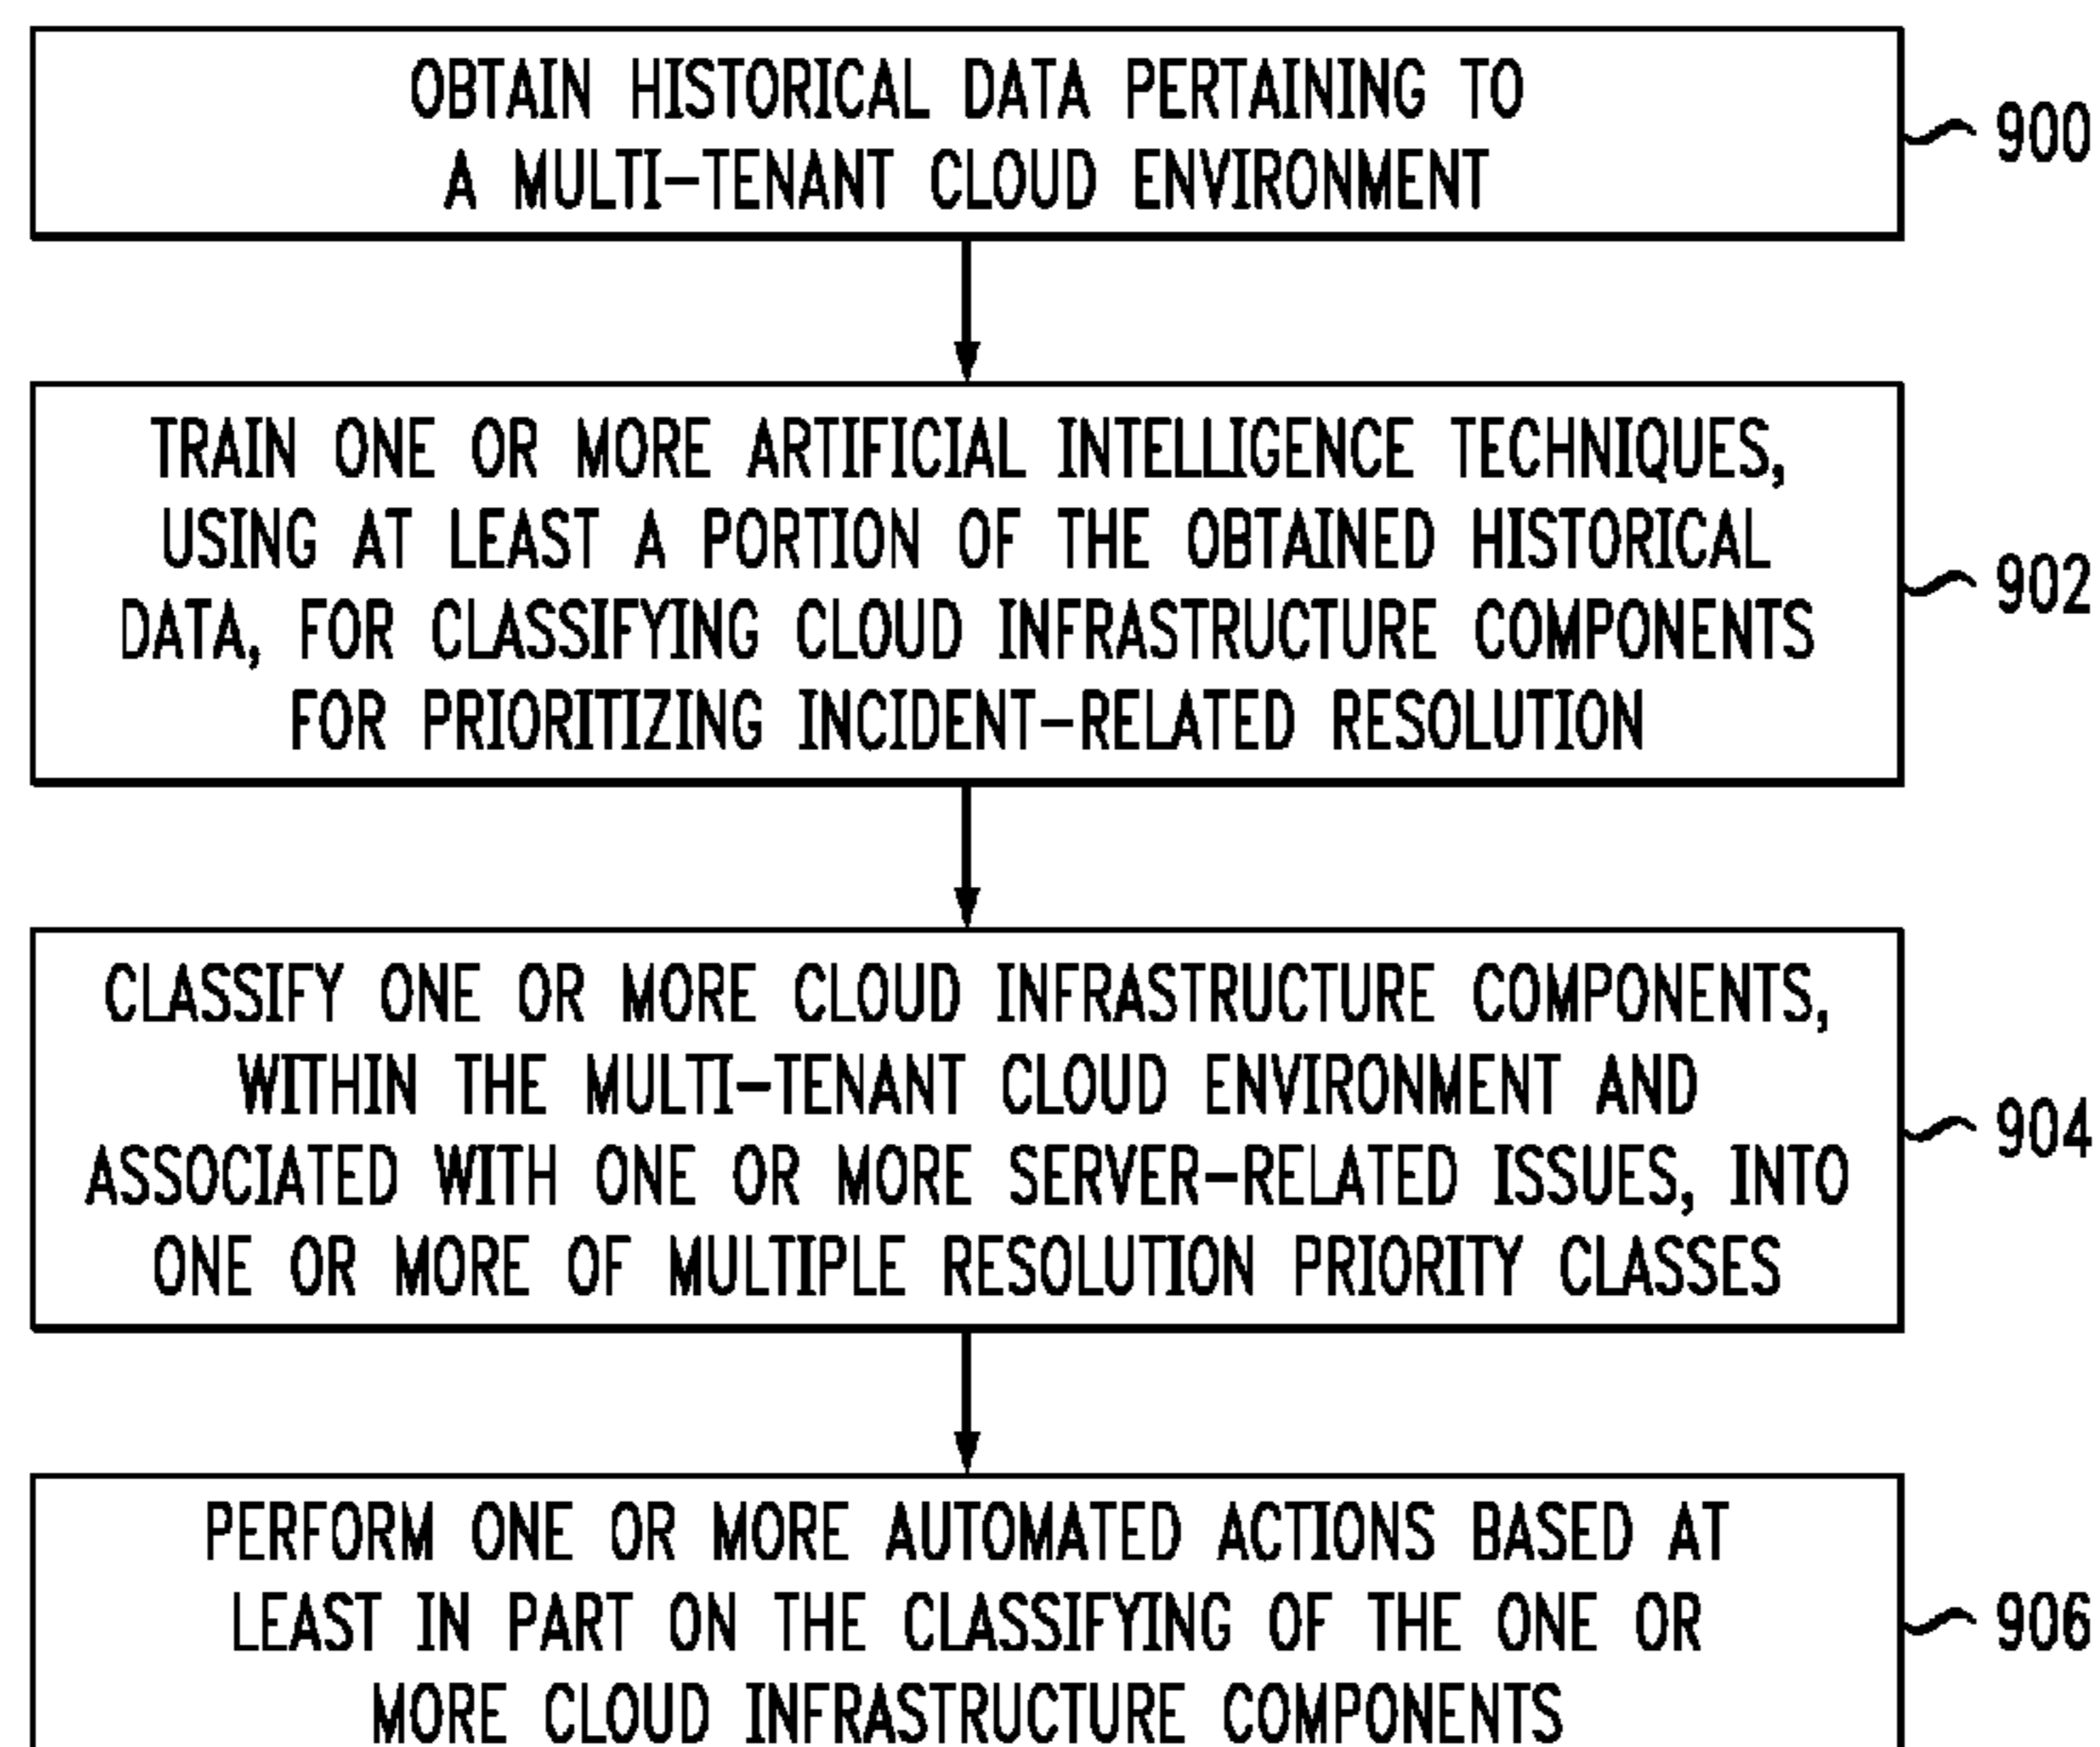 OBTAIN HISTORICAL DATA PERTAINING TO
A MULTI-TENANT CLOUD ENVIRONMENT
900
TRAIN ONE OR MORE ARTIFICIAL INTELLIGENCE TECHNIQUES,
USING AT LEAST A PORTION OF THE OBTAINED HISTORICAL
DATA, FOR CLASSIFYING CLOUD INFRASTRUCTURE COMPONENTS
FOR PRIORITIZING INCIDENT-RELATED RESOLUTION
902
CLASSIFY ONE OR MORE CLOUD INFRASTRUCTURE COMPONENTS,
WITHIN THE MULTI-TENANT CLOUD ENVIRONMENT AND
ASSOCIATED WITH ONE OR MORE SERVER-RELATED ISSUES, INTO
ONE OR MORE OF MULTIPLE RESOLUTION PRIORITY CLASSES
904
PERFORM ONE OR MORE AUTOMATED ACTIONS BASED AT
LEAST IN PART ON THE CLASSIFYING OF THE ONE OR
MORE CLOUD INFRASTRUCTURE COMPONENTS
906